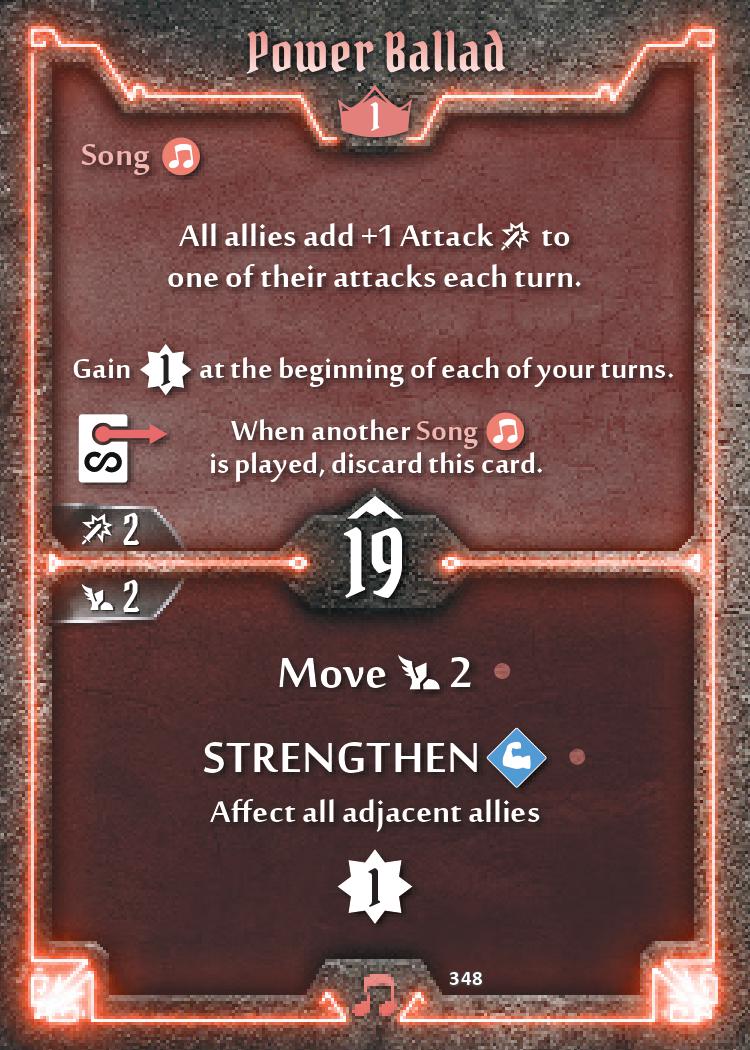 Power Ballad
1
Song
All allies add +1 Attack to
one of their attacks each turn.
Gain 1 at the beginning of each of your turns.
When another Song
is played, discard this card.
2
19
2
Move 2
STRENGTHEN
Affect all adjacent allies
1
348